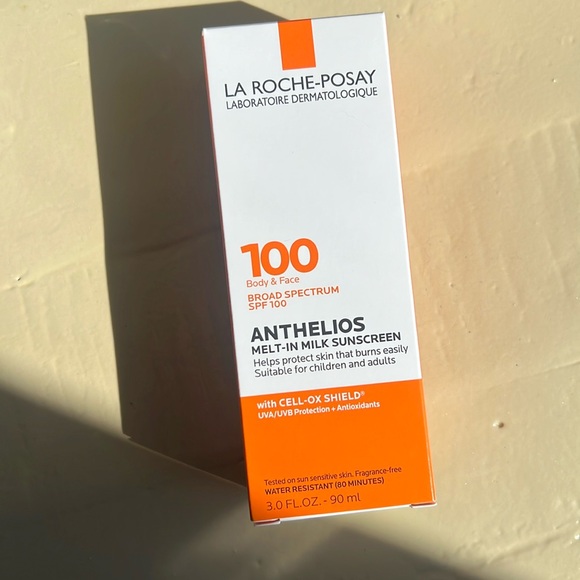 LA ROCHE-POSAY
LABORATOIRE DERMATOLOGIQUE
100
Body & Face
BROAD SPECTRUM
SPF 100
ANTHELIOS
MELT-IN MILK SUNSCREEN
Helps protect skin that burns easily
Suitable for children and adults
with CELL-OX SHIELD®
UVA/UVB Protection + Antioxidants
Tested on sun sensitive skin. Fragrance-free
WATER RESISTANT (80 MINUTES)
3.0 FL.OZ. - 90 ml